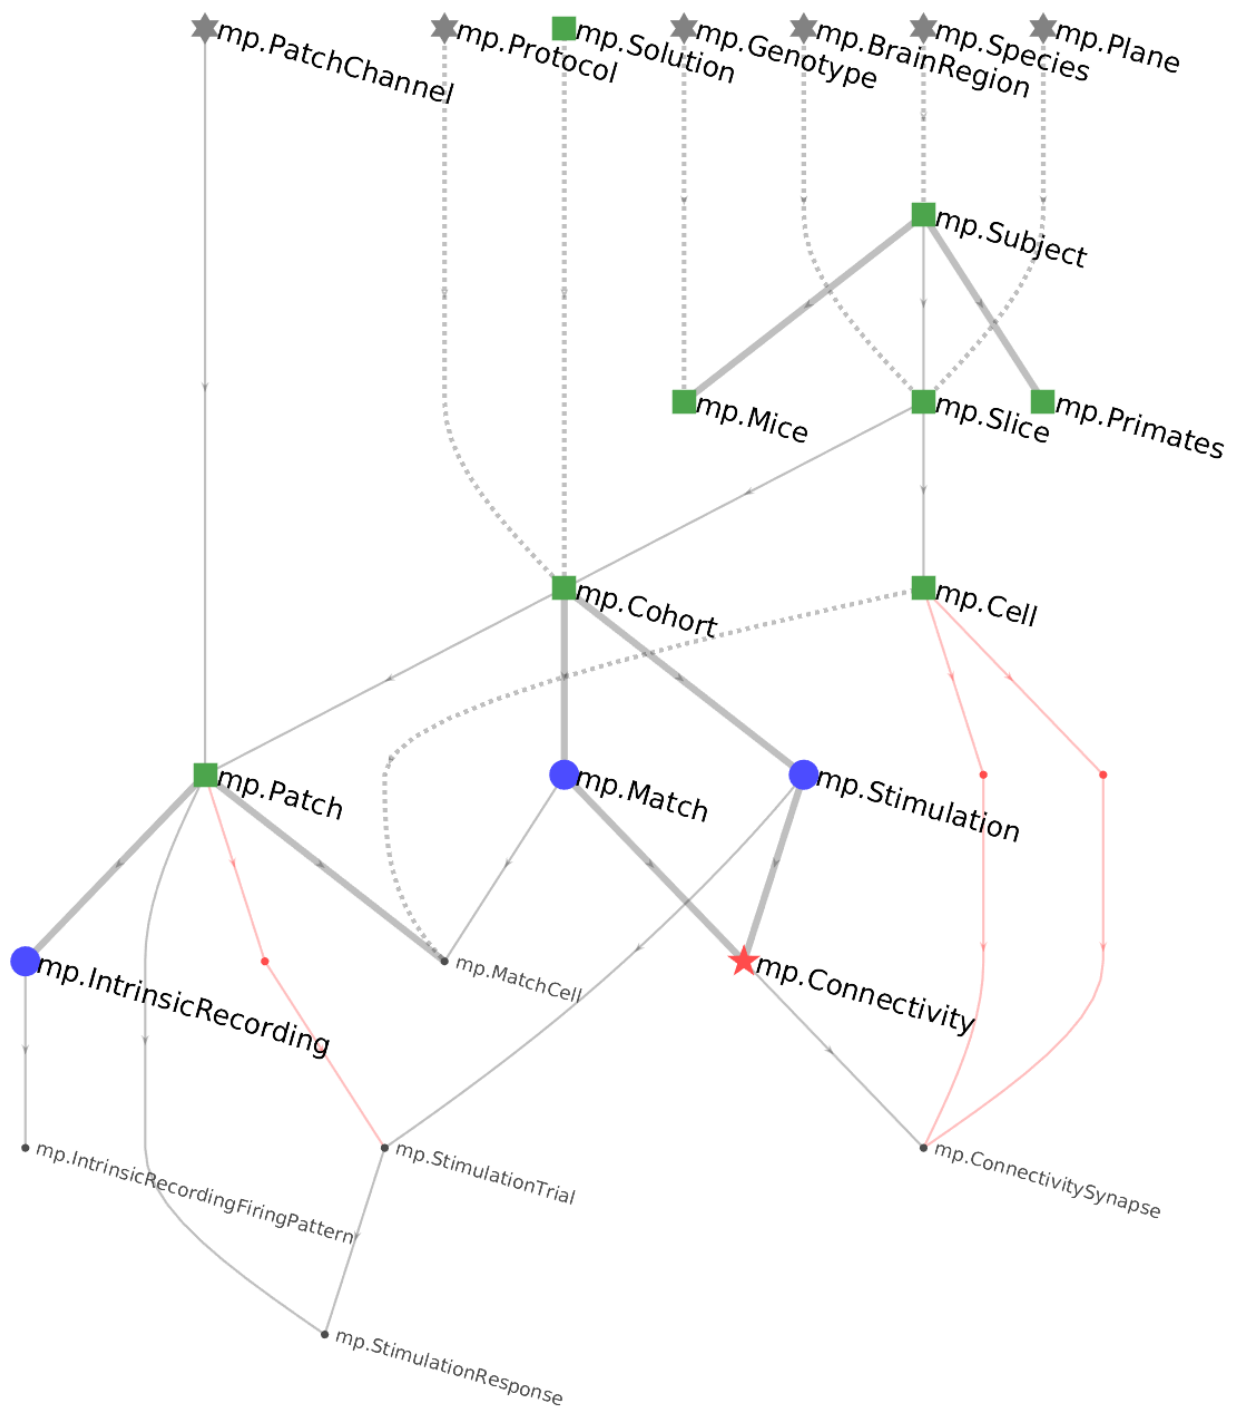 mp.PatchChannel
mp.Protocol
mp.Solution
mp.Genotype
mp.BrainRegion
mp.Species
mp.Plane
mp.Subject
mp.Mice
mp.Slice
mp.Primates
mp.Cohort
mp.Cell
mp.Patch
mp.Match
mp.Stimulation
mp.IntrinsicRecording
mp.MatchCell
mp.Connectivity
mp.IntrinsicRecordingFiringPattern
mp.StimulationTrial
mp.ConnectivitySynapse
mp.StimulationResponse